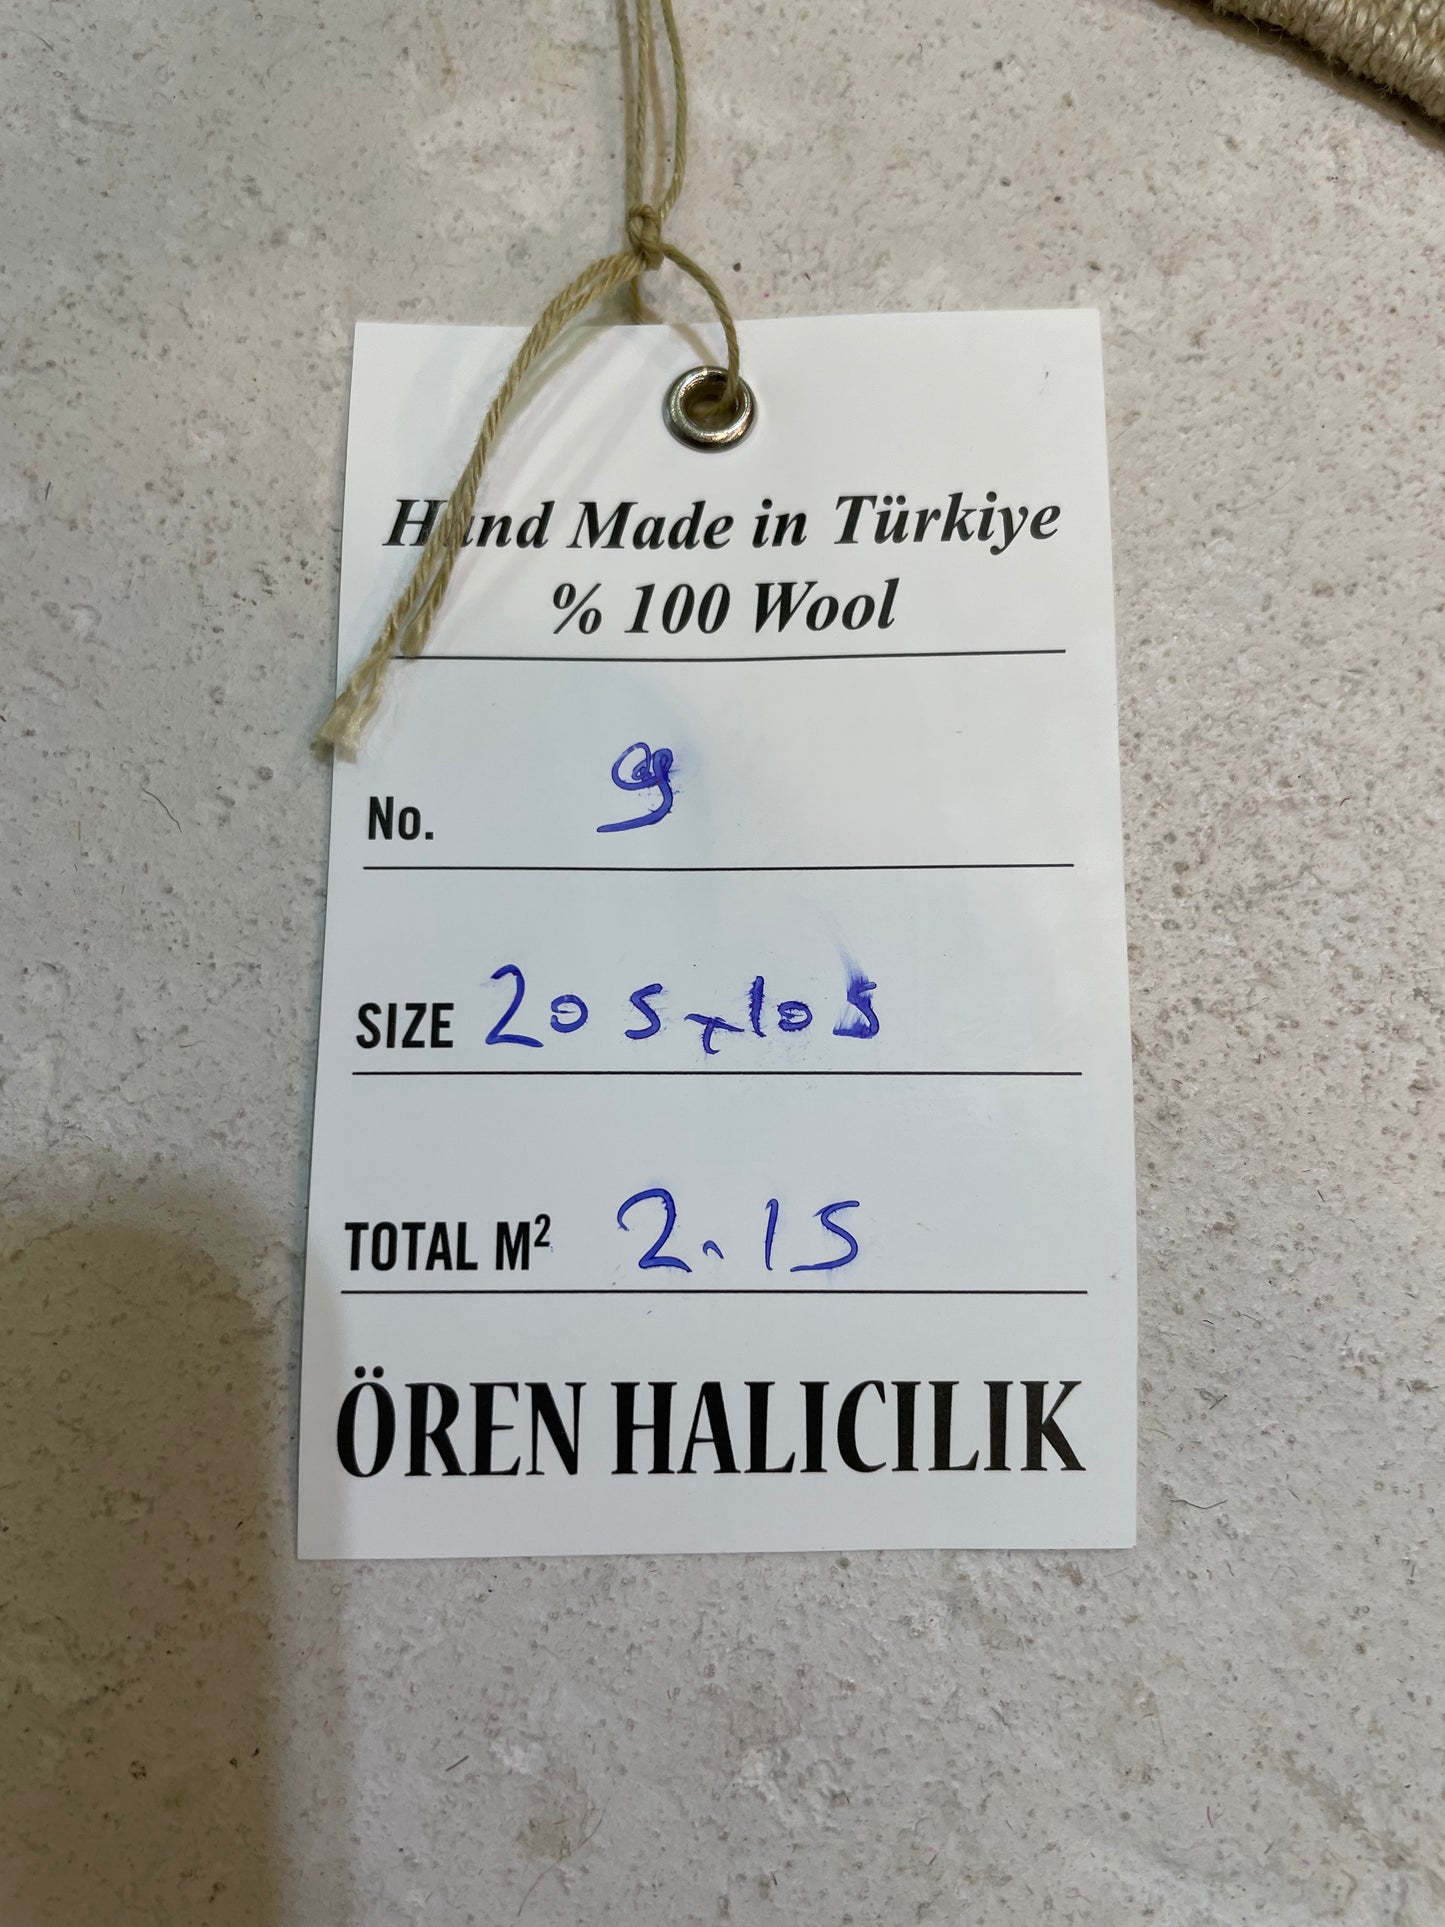 Hand Made in Türkiye
% 100 Wool
No. 9
SIZE 205x105
TOTAL M² 2.15
ÖREN HALICILIK